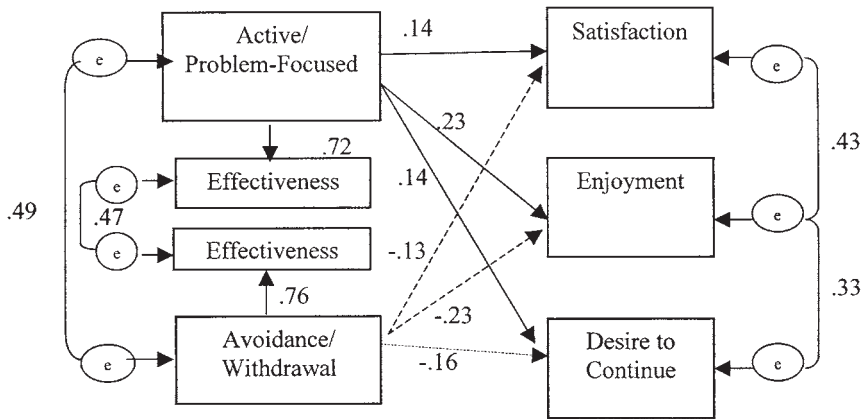 Active/
Problem-Focused
.14
Satisfaction
e
e
.23
.43
.72
Effectiveness
.14
Enjoyment
e
e
.49
.47
Effectiveness
e
-.13
.76
-.23
.33
Avoidance/
Withdrawal
-.16
Desire to
Continue
e
e